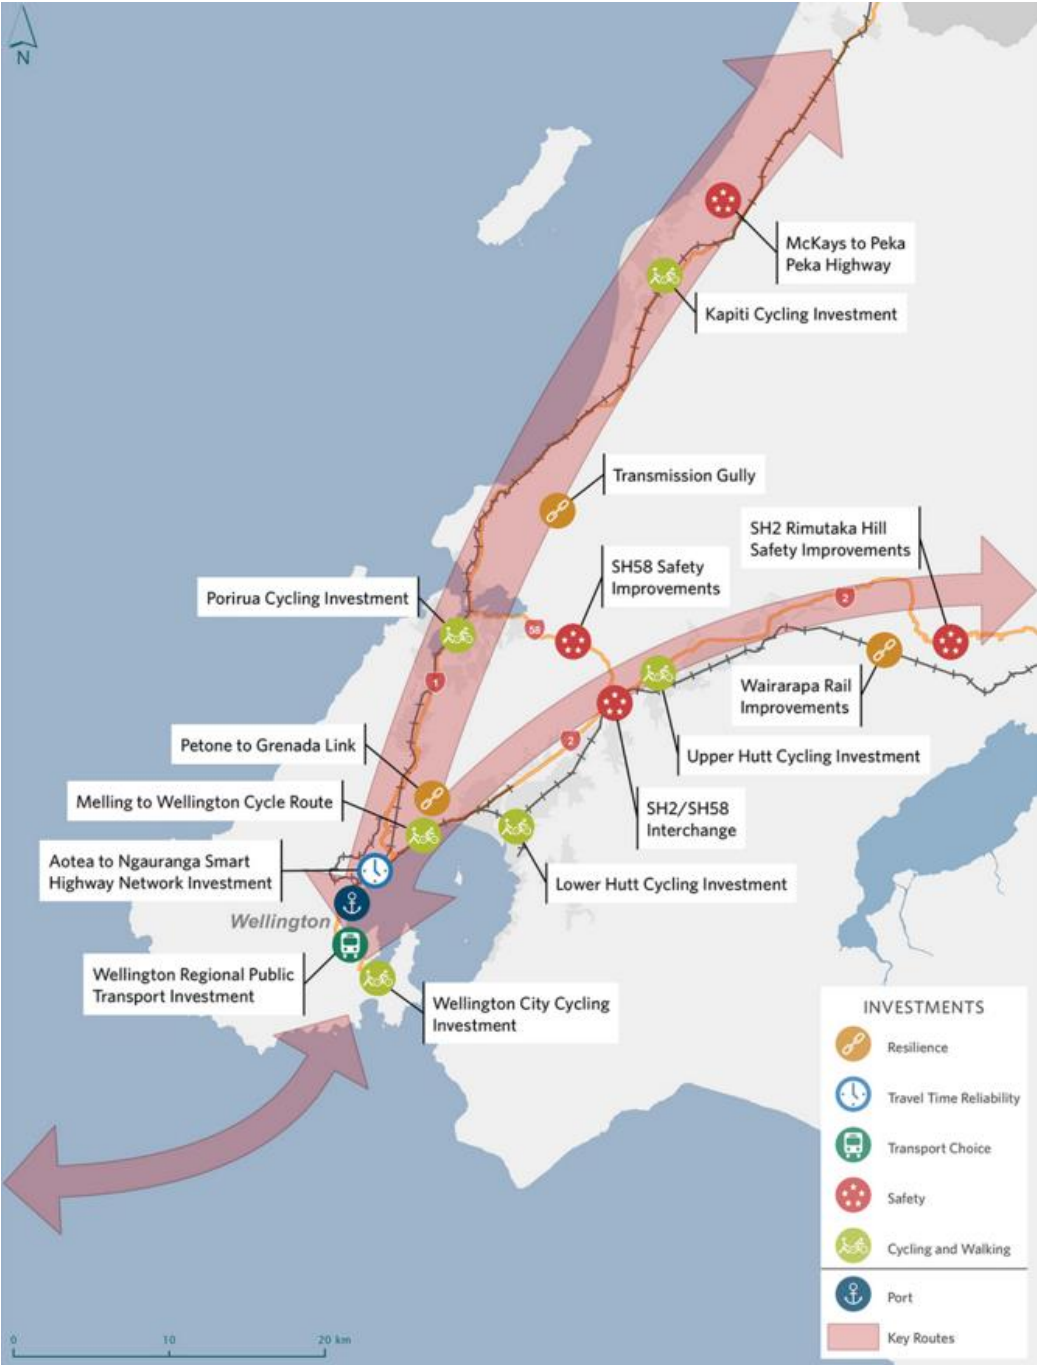 N
McKays to Peka
Peka Highway
Kapiti Cycling Investment
Transmission Gully
SH2 Rimutaka Hill
Safety Improvements
SH58 Safety
Improvements
Porirua Cycling Investment
2
58
1
Wairarapa Rail
Improvements
Petone to Grenada Link
2
Upper Hutt Cycling Investment
Melling to Wellington Cycle Route
SH2/SH58
Interchange
Aotea to Ngauranga Smart
Highway Network Investment
Lower Hutt Cycling Investment
Wellington
Wellington Regional Public
Transport Investment
Wellington City Cycling
Investment
INVESTMENTS
Resilience
Travel Time Reliability
Transport Choice
Safety
Cycling and Walking
Port
Key Routes
0 10 20 km